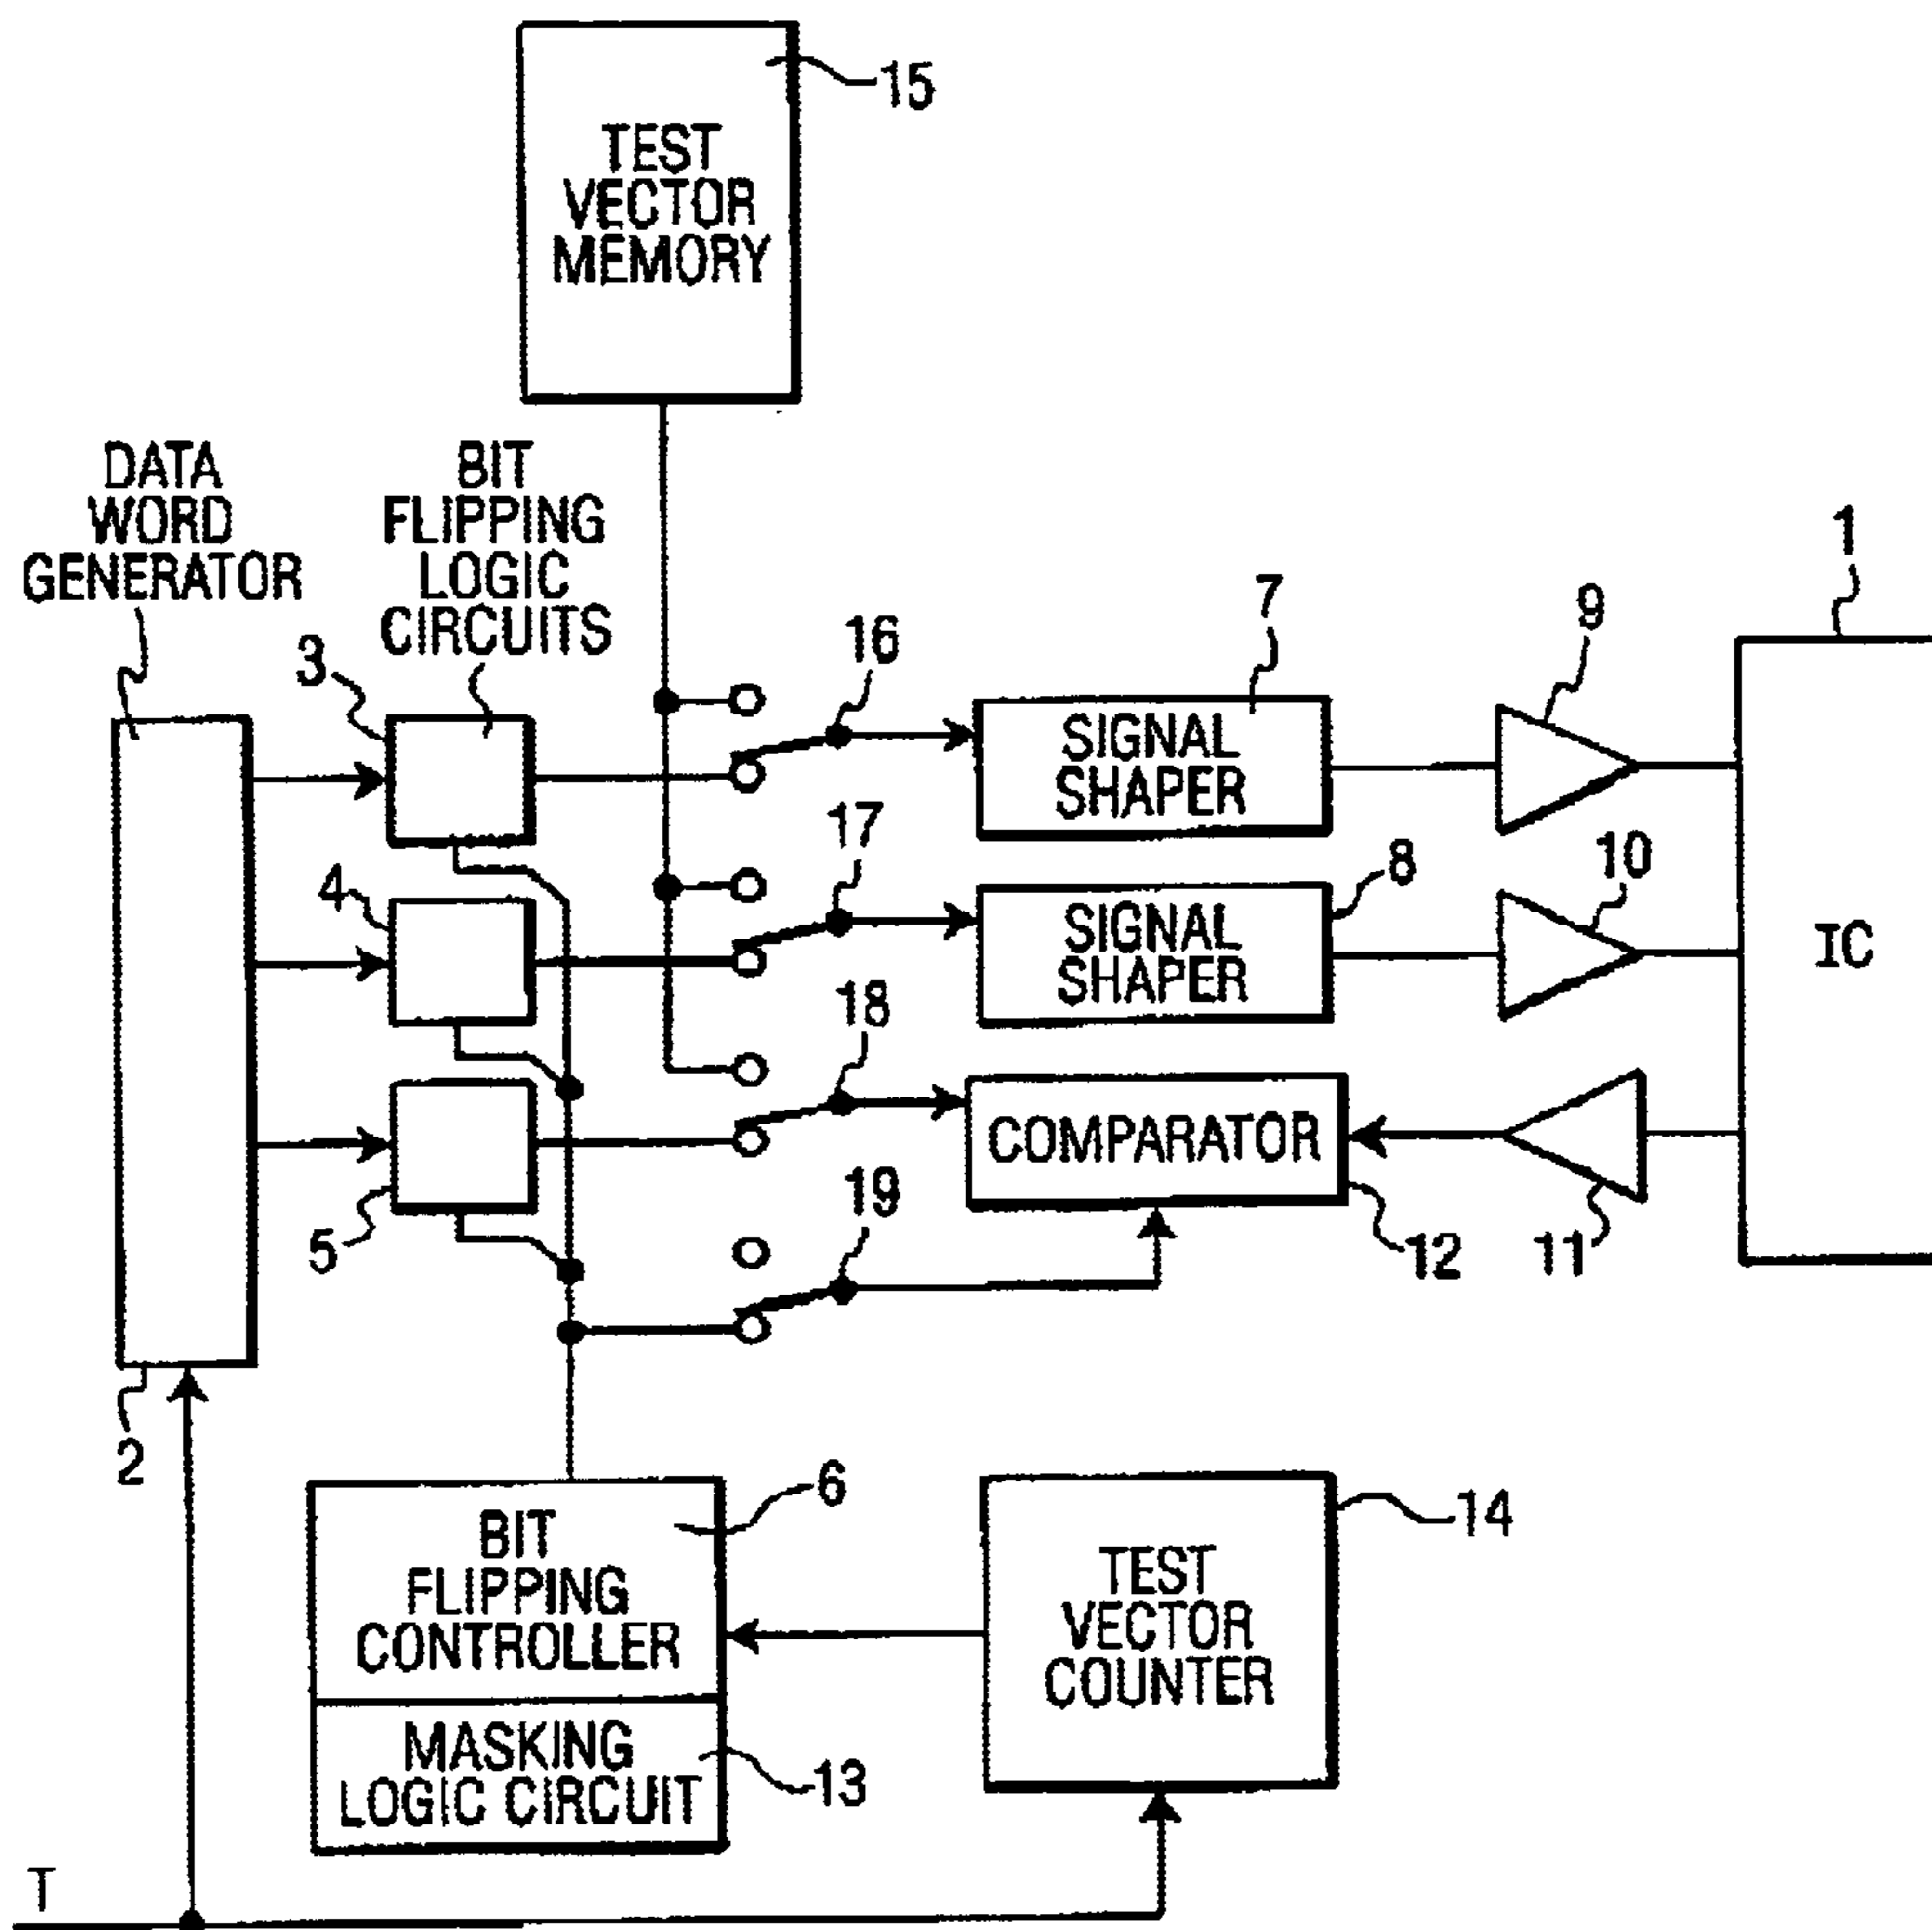 15
TEST
VECTOR
MEMORY
DATA
WORD
GENERATOR
BIT
FLIPPING
LOGIC
CIRCUITS
3
16
7
9
1
SIGNAL
SHAPER
17
4
8
10
SIGNAL
SHAPER
IC
18
COMPARATOR
5
19
12
11
2
6
BIT
FLIPPING
CONTROLLER
14
TEST
VECTOR
COUNTER
MASKING
LOGIC CIRCUIT
13
T